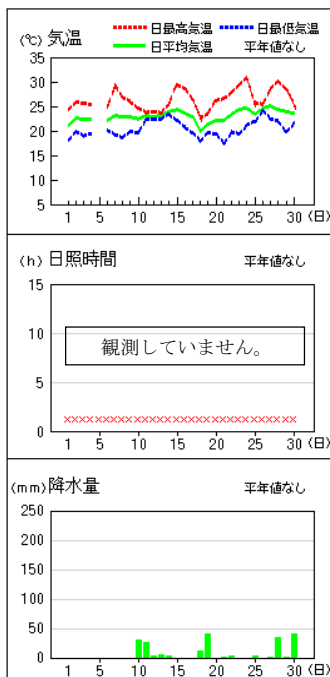 日最高気温 日最低気温
(℃) 気温 日平均気温 平年値なし
35
30
25
20
15
10
5
1 5 10 15 20 25 30 (日)
(h) 日照時間 平年値なし
15
10
観測していません。
5
0
1 5 10 15 20 25 30 (日)
(mm) 降水量 平年値なし
250
200
150
100
50
0
1 5 10 15 20 25 30 (日)